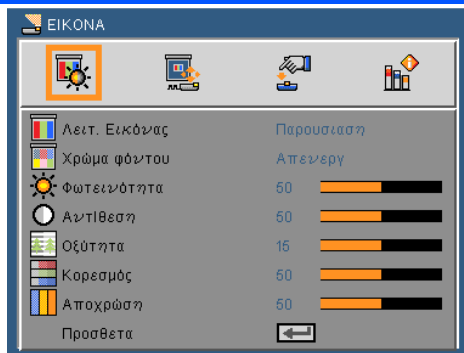 ΕΙΚΟΝΑ
Λειτ. Εικόνας Παρουσιαση
Χρώμα φόντου Απενεργ
Φωτεινότητα 50
Αντίθεση 50
Οξύτητα 15
Κορεσμός 50
Αποχρώση 50
Προσθετα